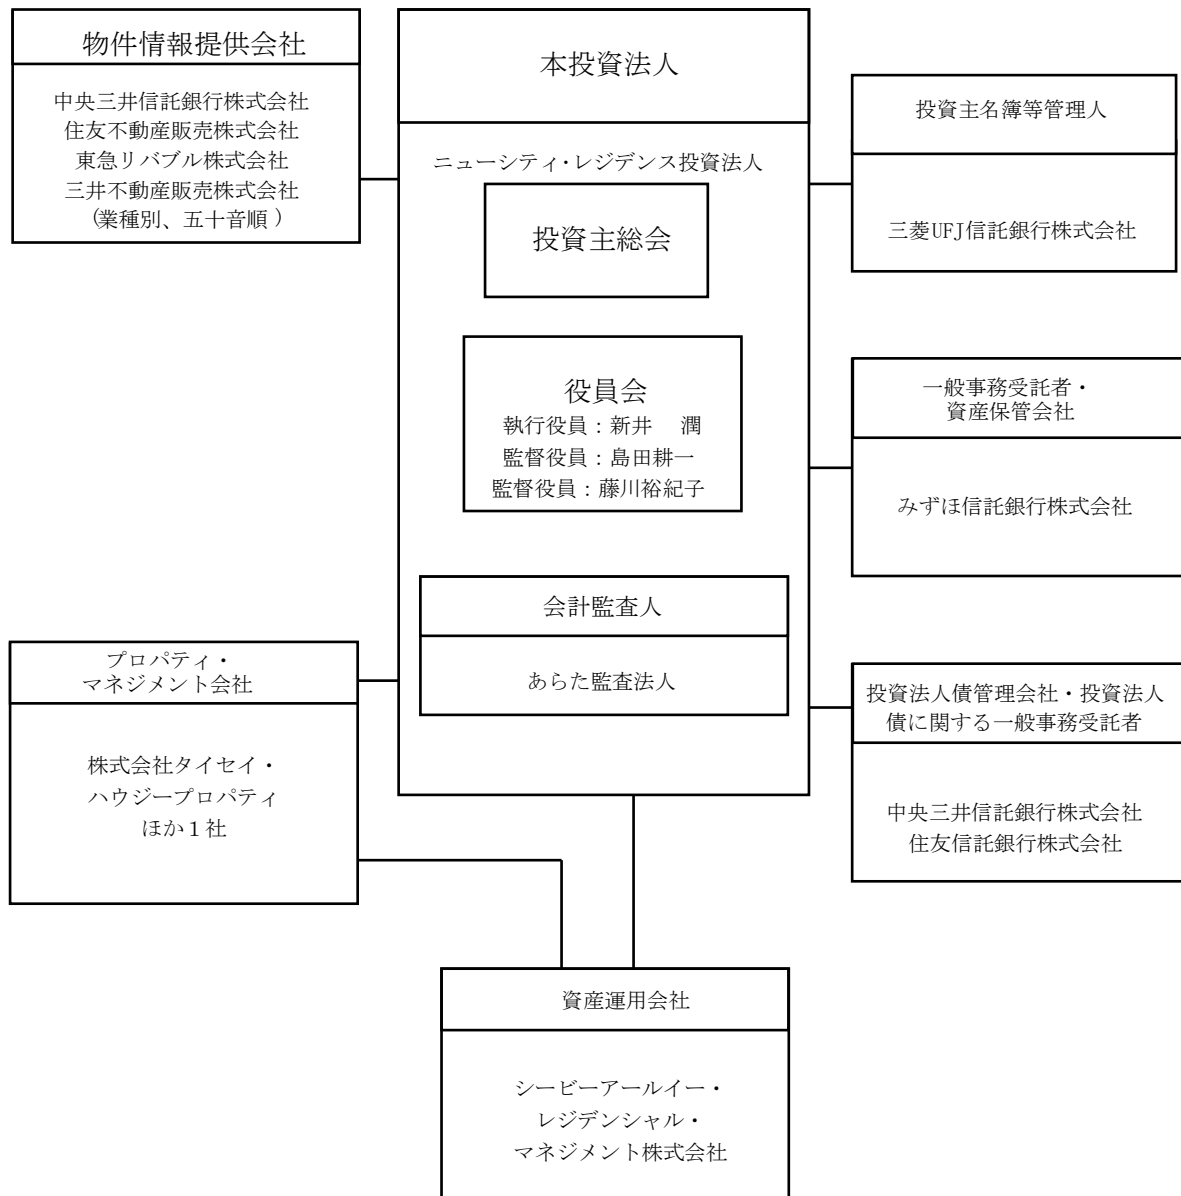 物件情報提供会社
中央三井信託銀行株式会社
住友不動産販売株式会社
東急リバブル株式会社
三井不動産販売株式会社
(業種別、五十音順)
本投資法人
ニューシティ・レジデンス投資法人
投資主総会
役員会
執行役員：新井　潤
監督役員：島田耕一
監督役員：藤川裕紀子
会計監査人
あらた監査法人
投資主名簿等管理人
三菱UFJ信託銀行株式会社
一般事務受託者・
資産保管会社
みずほ信託銀行株式会社
プロパティ・
マネジメント会社
株式会社タイセイ・
ハウジープロパティ
ほか１社
投資法人債管理会社・投資法人
債に関する一般事務受託者
中央三井信託銀行株式会社
住友信託銀行株式会社
資産運用会社
シービーアールイー・
レジデンシャル・
マネジメント株式会社